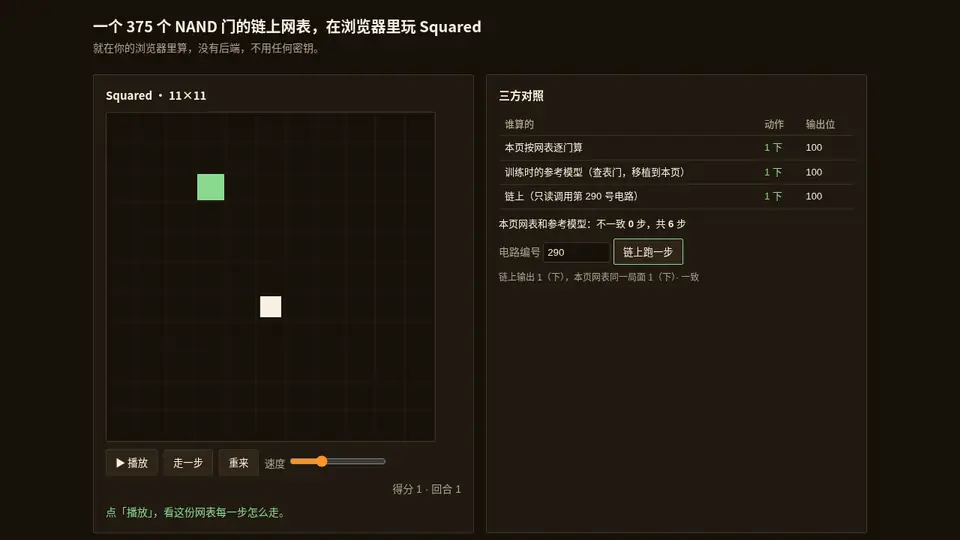 一个 375 个 NAND 门的链上网表，在浏览器里玩 Squared
就在你的浏览器里算，没有后端，不用任何密钥。
Squared · 11×11
▶ 播放
走一步
重来
速度
得分 1 · 回合 1
点「播放」，看这份网表每一步怎么走。
三方对照
谁算的 动作 输出位
本页按网表逐门算 1 下 100
训练时的参考模型（查表门，移植到本页） 1 下 100
链上（只读调用第 290 号电路） 1 下 100
本页网表和参考模型：不一致 0 步，共 6 步
电路编号 290 链上跑一步
链上输出 1（下），本页网表同一局面 1（下）· 一致